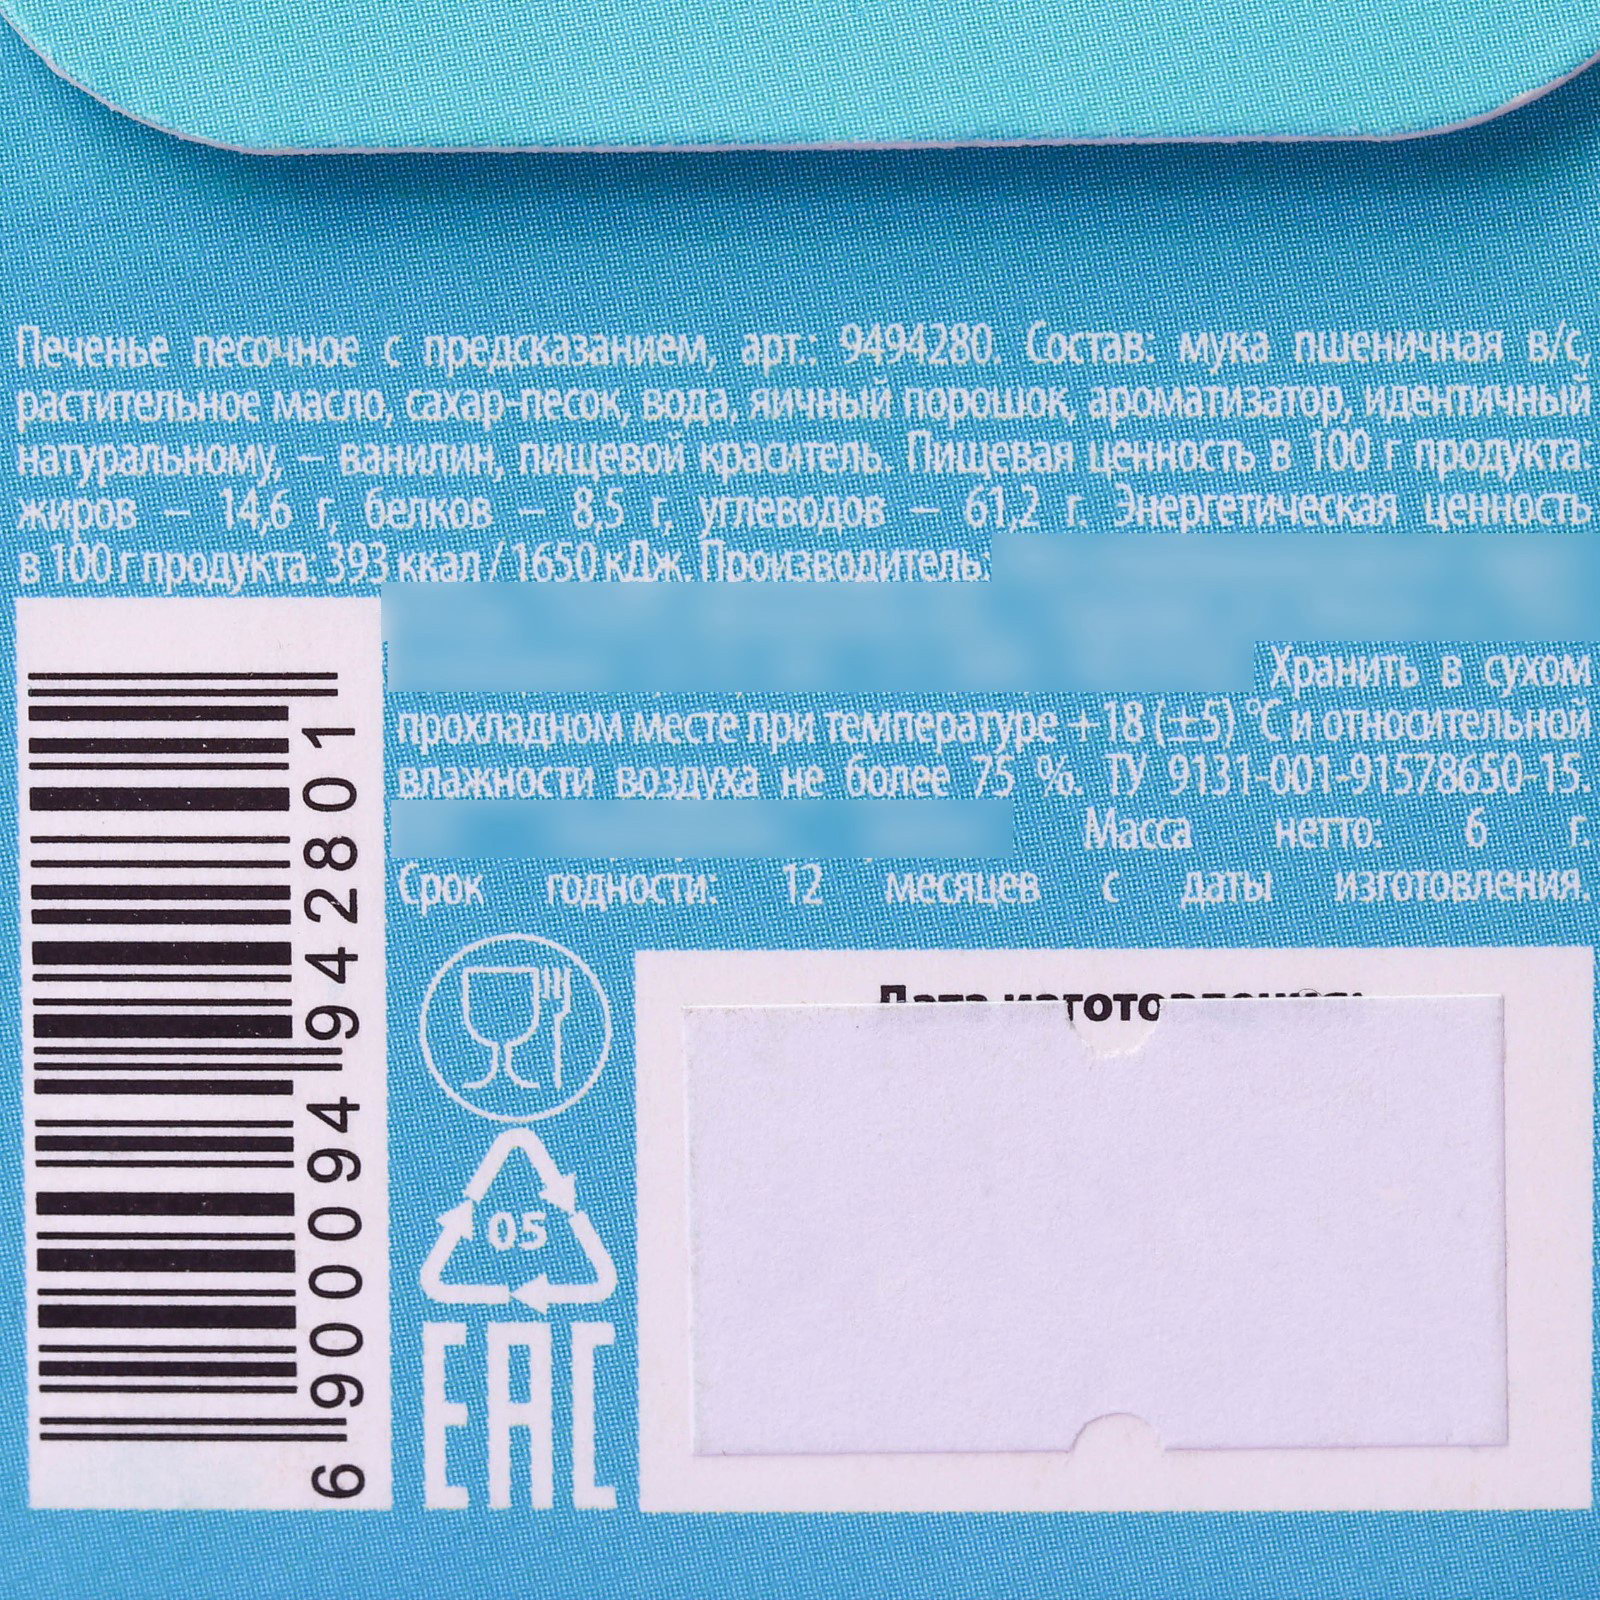 Печенье песочное с предсказанием, арт.: 9494280. Состав: мука пшеничная в/с,
растительное масло, сахар-песок, вода, яичный порошок, ароматизатор, идентичный
натуральному, – ванилин, пищевой краситель. Пищевая ценность в 100 г продукта:
жиров – 14,6 г, белков – 8,5 г, углеводов – 61,2 г. Энергетическая ценность
в 100 г продукта: 393 ккал / 1650 кДж. Производитель:
Хранить в сухом
прохладном месте при температуре +18 (±5) °С и относительной
влажности воздуха не более 75 %. ТУ 9131-001-91578650-15.
Масса нетто: 6 г.
Срок годности: 12 месяцев с даты изготовления.
6 900094 942801
05
EAC
Дата изготовления: